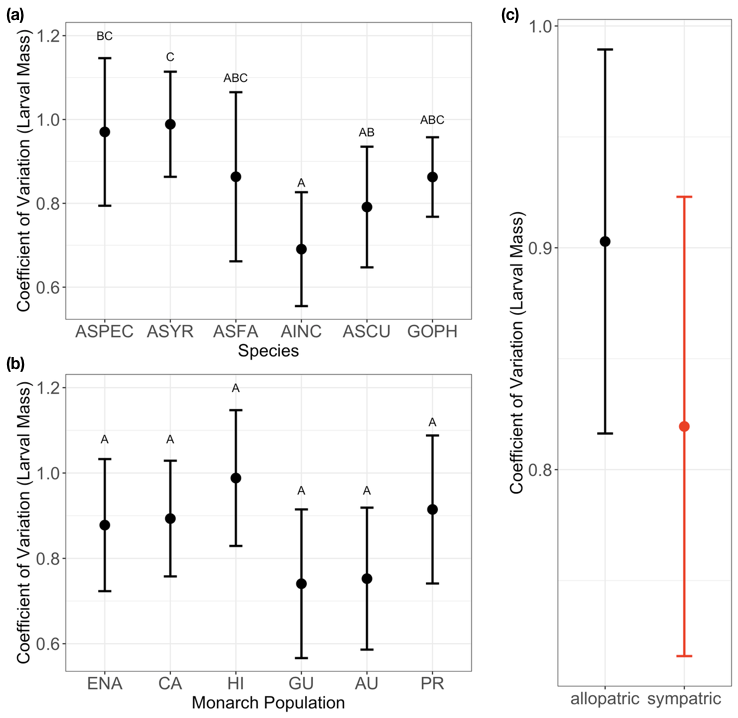 (a)
Coefficient of Variation (Larval Mass)
1.2
1.0
0.8
0.6
BC
C
ABC
A
AB
ABC
ASPEC ASYR ASFA AINC ASCU GOPH
Species
(b)
Coefficient of Variation (Larval Mass)
1.2
1.0
0.8
0.6
A
A
A
A
A
A
ENA CA HI GU AU PR
Monarch Population
(c)
Coefficient of Variation (Larval Mass)
1.0
0.9
0.8
allopatric sympatric